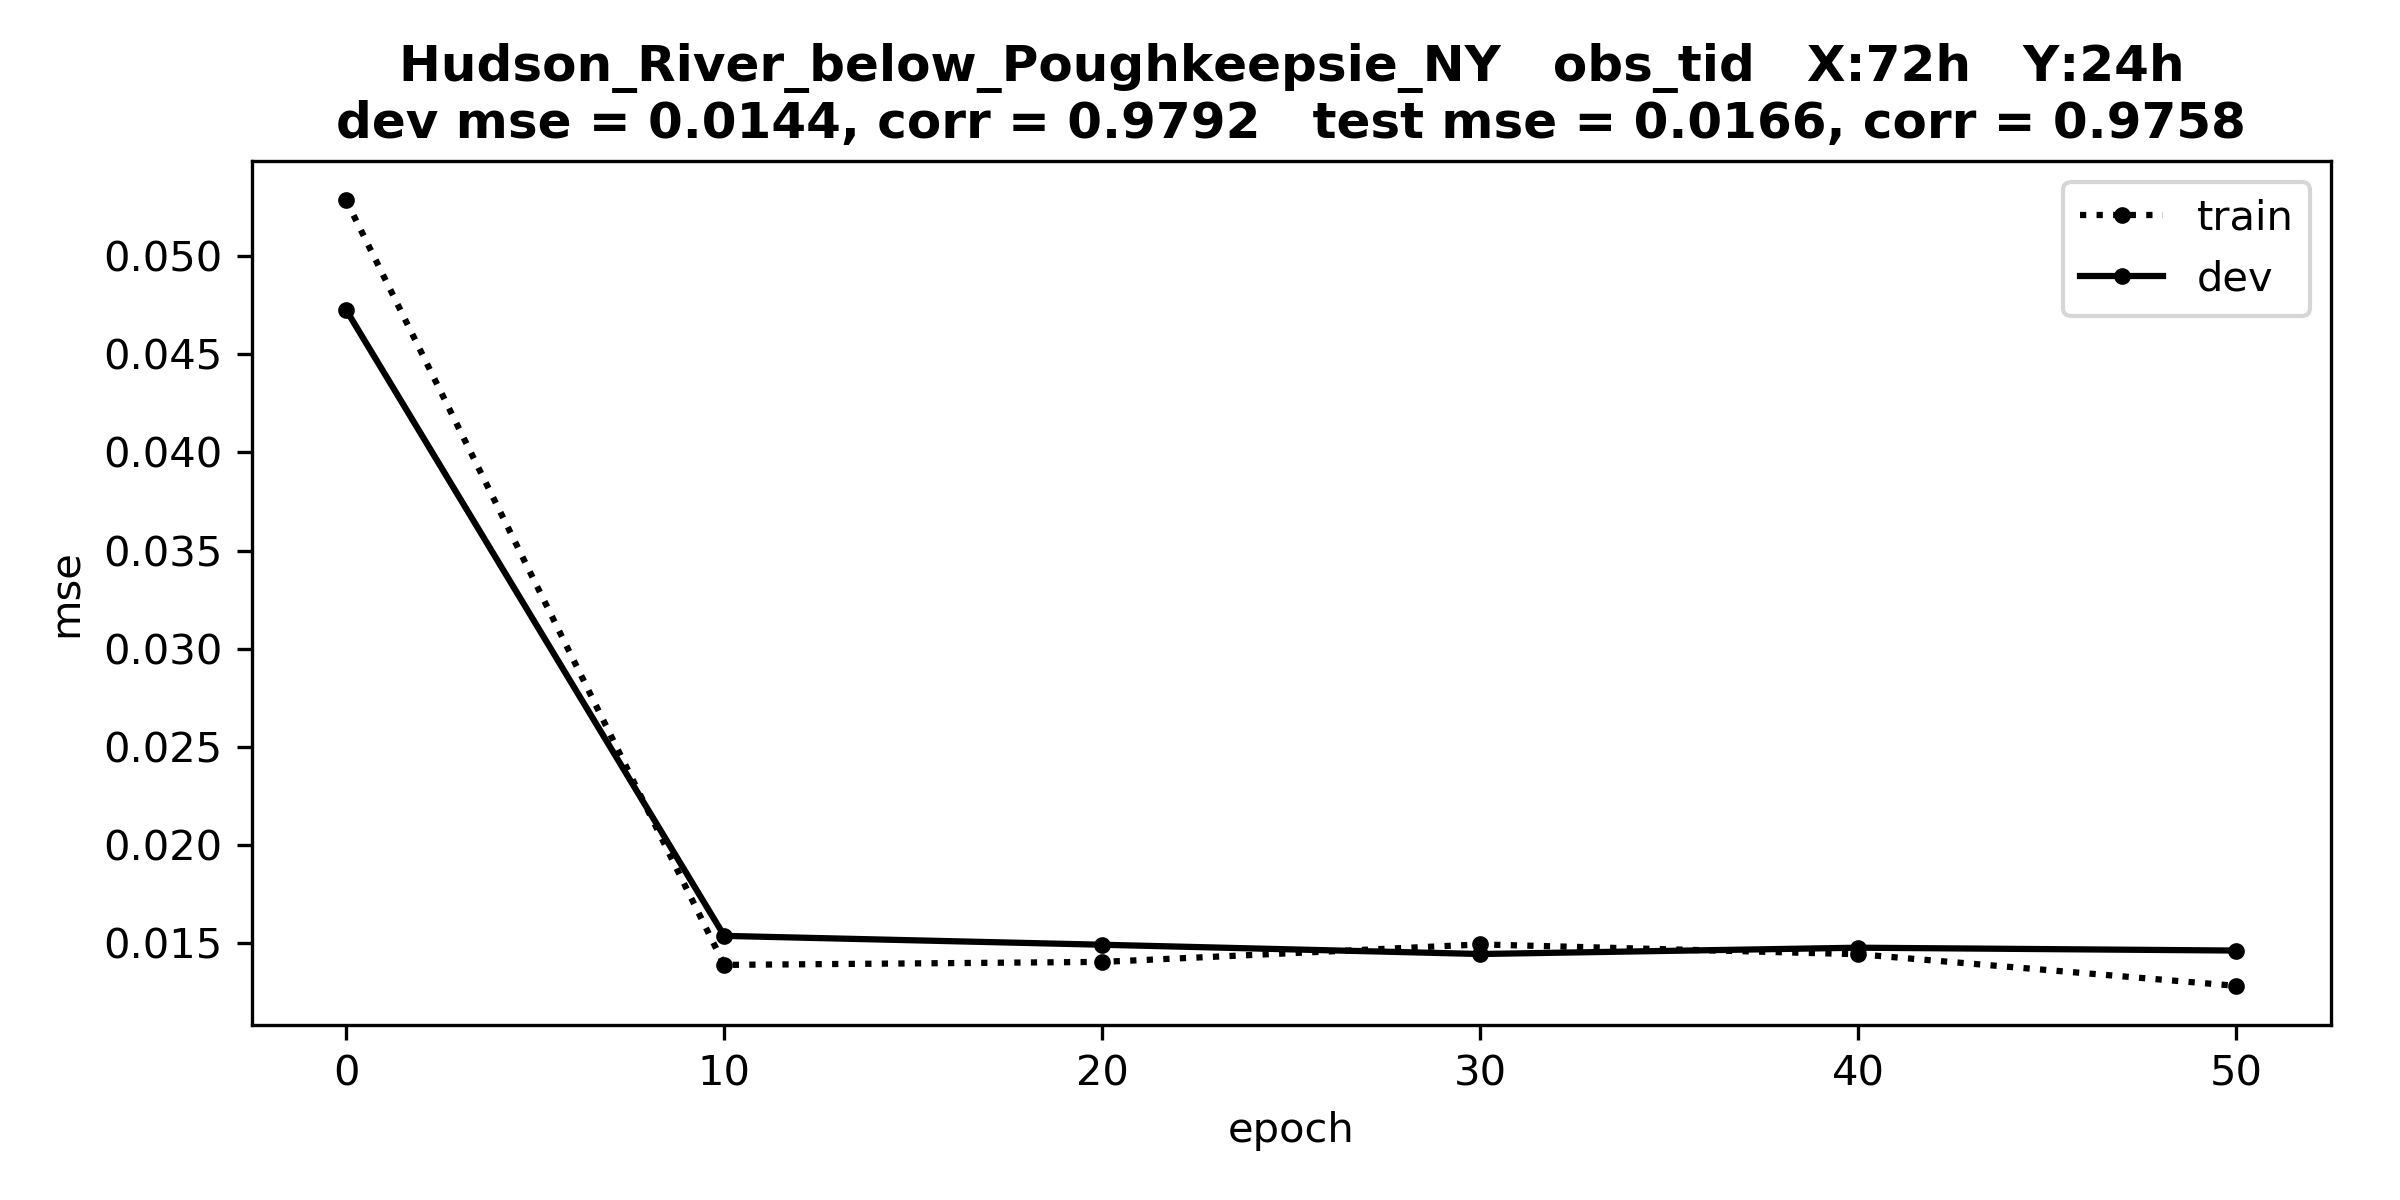 Hudson_River_below_Poughkeepsie_NY   obs_tid   X:72h   Y:24h
dev mse = 0.0144, corr = 0.9792   test mse = 0.0166, corr = 0.9758
train
dev
mse
0.050
0.045
0.040
0.035
0.030
0.025
0.020
0.015
0 10 20 30 40 50
epoch